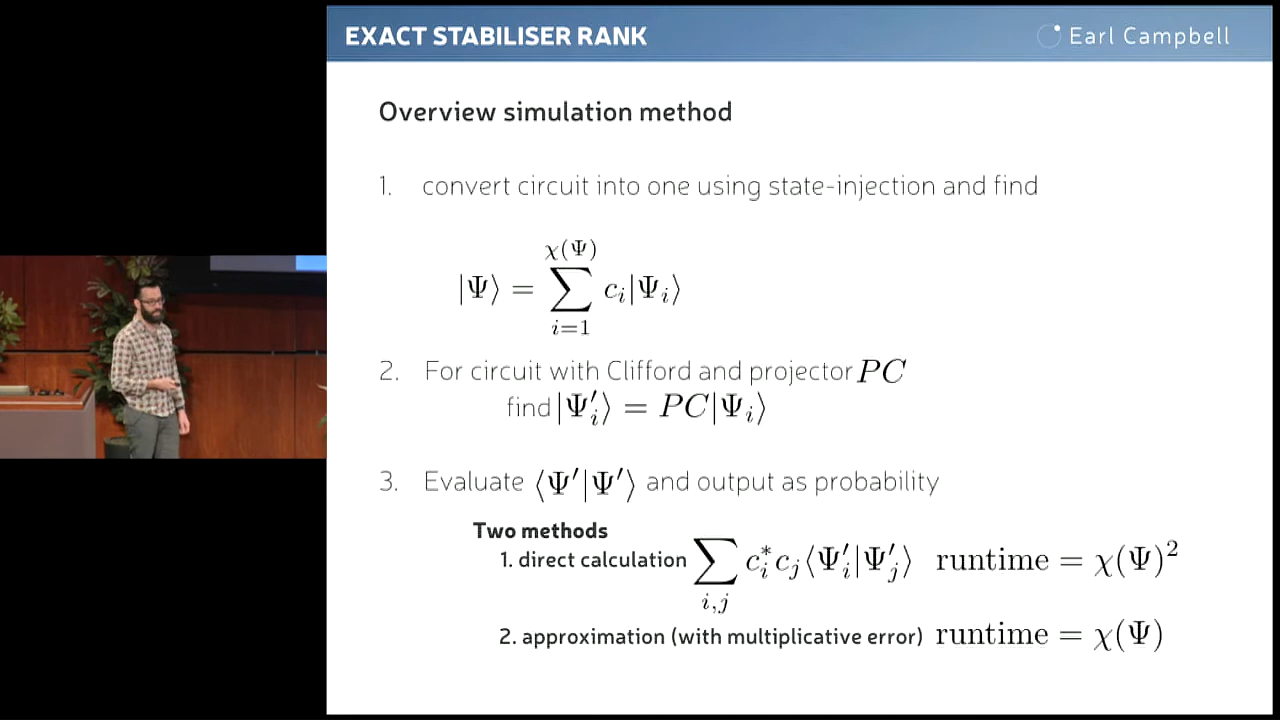 EXACT STABILISER RANK
Earl Campbell
Overview simulation method
1. convert circuit into one using state-injection and find
|Ψ⟩ = ∑_{i=1}^{χ(Ψ)} c_i|Ψ_i⟩
2. For circuit with Clifford and projector PC
find |Ψ′_i⟩ = PC|Ψ_i⟩
3. Evaluate ⟨Ψ′|Ψ′⟩ and output as probability
Two methods
1. direct calculation ∑_{i,j} c_i^* c_j⟨Ψ′_i|Ψ′_j⟩ runtime = χ(Ψ)²
2. approximation (with multiplicative error) runtime = χ(Ψ)